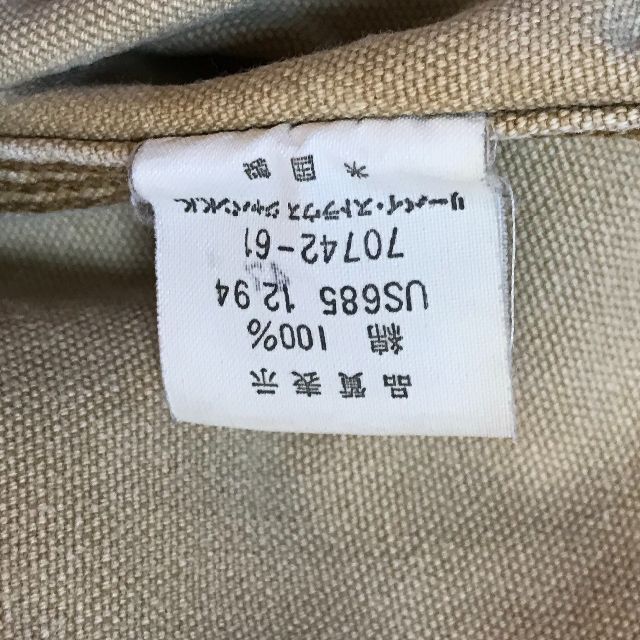 品質表示
綿 100%
US685 12 94
70742-61
リーバイ・ストラウス ジャパンK.K.
米国製